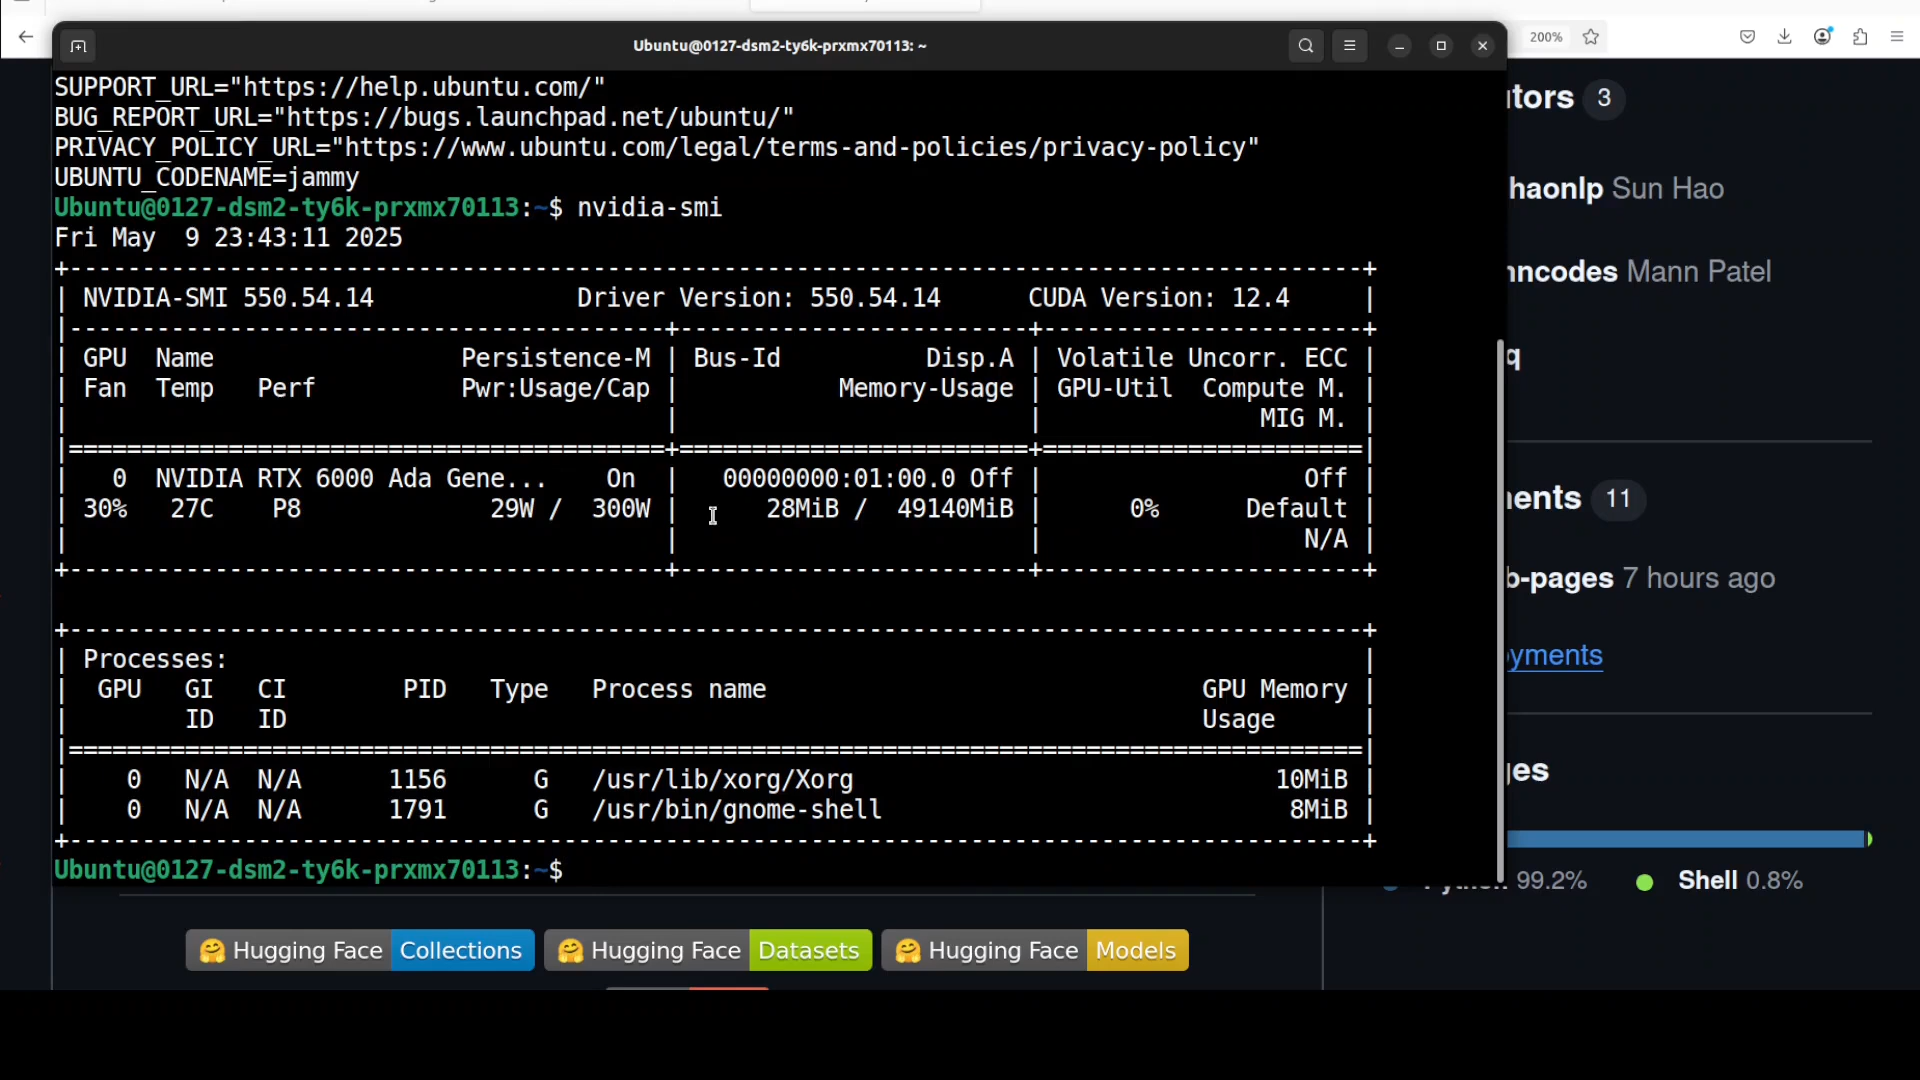 Ubuntu@0127-dsm2-ty6k-prxmx70113: ~
200%
SUPPORT_URL="https://help.ubuntu.com/"
BUG_REPORT_URL="https://bugs.launchpad.net/ubuntu/"
PRIVACY_POLICY_URL="https://www.ubuntu.com/legal/terms-and-policies/privacy-policy"
UBUNTU_CODENAME=jammy
Ubuntu@0127-dsm2-ty6k-prxmx70113:~$ nvidia-smi
Fri May  9 23:43:11 2025
+-----------------------------------------------------------------------------------------+
| NVIDIA-SMI 550.54.14              Driver Version: 550.54.14      CUDA Version: 12.4     |
|-----------------------------------------+------------------------+----------------------+
| GPU  Name                 Persistence-M | Bus-Id          Disp.A | Volatile Uncorr. ECC |
| Fan  Temp   Perf          Pwr:Usage/Cap |           Memory-Usage | GPU-Util  Compute M. |
|                                         |                        |               MIG M. |
|=========================================+========================+======================|
|   0  NVIDIA RTX 6000 Ada Gene...    On  |   00000000:01:00.0 Off |                  Off |
| 30%   27C    P8             29W /  300W |      28MiB /  49140MiB |      0%      Default |
|                                         |                        |                  N/A |
+-----------------------------------------+------------------------+----------------------+
+-----------------------------------------------------------------------------------------+
| Processes:                                                                              |
|  GPU   GI   CI        PID   Type   Process name                              GPU Memory |
|        ID   ID                                                               Usage      |
|=========================================================================================|
|    0   N/A  N/A      1156      G   /usr/lib/xorg/Xorg                             10MiB |
|    0   N/A  N/A      1791      G   /usr/bin/gnome-shell                            8MiB |
+-----------------------------------------------------------------------------------------+
Ubuntu@0127-dsm2-ty6k-prxmx70113:~$
tors 3
haonlp Sun Hao
nncodes Mann Patel
q
ents 11
b-pages 7 hours ago
yments
es
Python 99.2% Shell 0.8%
Hugging Face Collections
Hugging Face Datasets
Hugging Face Models